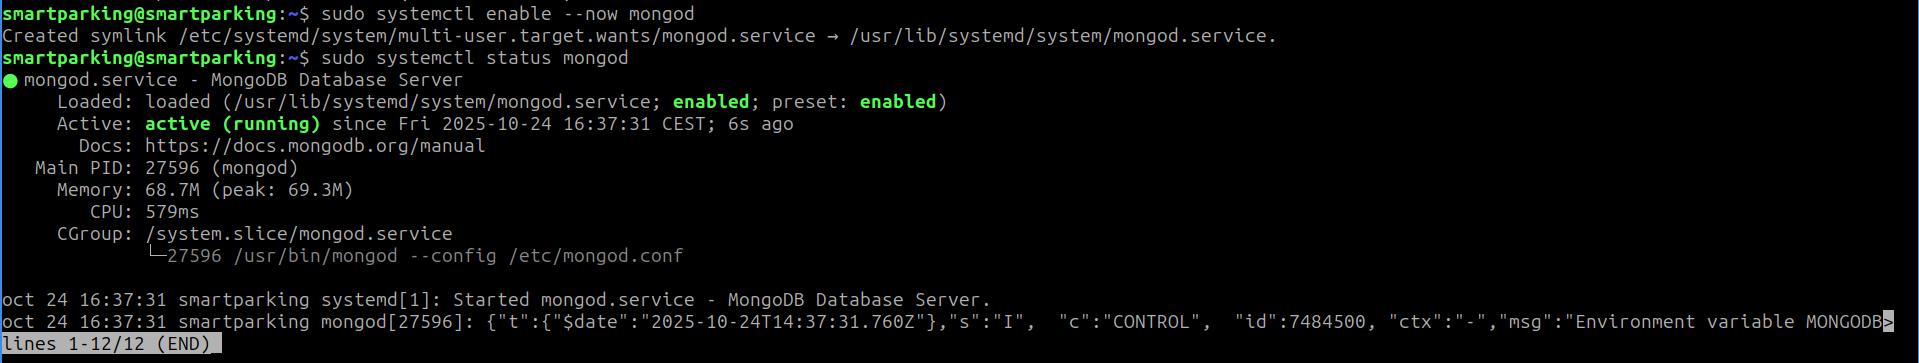 smartparking@smartparking:~$ sudo systemctl enable --now mongod
Created symlink /etc/systemd/system/multi-user.target.wants/mongod.service → /usr/lib/systemd/system/mongod.service.
smartparking@smartparking:~$ sudo systemctl status mongod
● mongod.service - MongoDB Database Server
     Loaded: loaded (/usr/lib/systemd/system/mongod.service; enabled; preset: enabled)
     Active: active (running) since Fri 2025-10-24 16:37:31 CEST; 6s ago
       Docs: https://docs.mongodb.org/manual
   Main PID: 27596 (mongod)
     Memory: 68.7M (peak: 69.3M)
        CPU: 579ms
     CGroup: /system.slice/mongod.service
             └─27596 /usr/bin/mongod --config /etc/mongod.conf
oct 24 16:37:31 smartparking systemd[1]: Started mongod.service - MongoDB Database Server.
oct 24 16:37:31 smartparking mongod[27596]: {"t":{"$date":"2025-10-24T14:37:31.760Z"},"s":"I",  "c":"CONTROL",  "id":7484500, "ctx":"-","msg":"Environment variable MONGODB>
lines 1-12/12 (END)